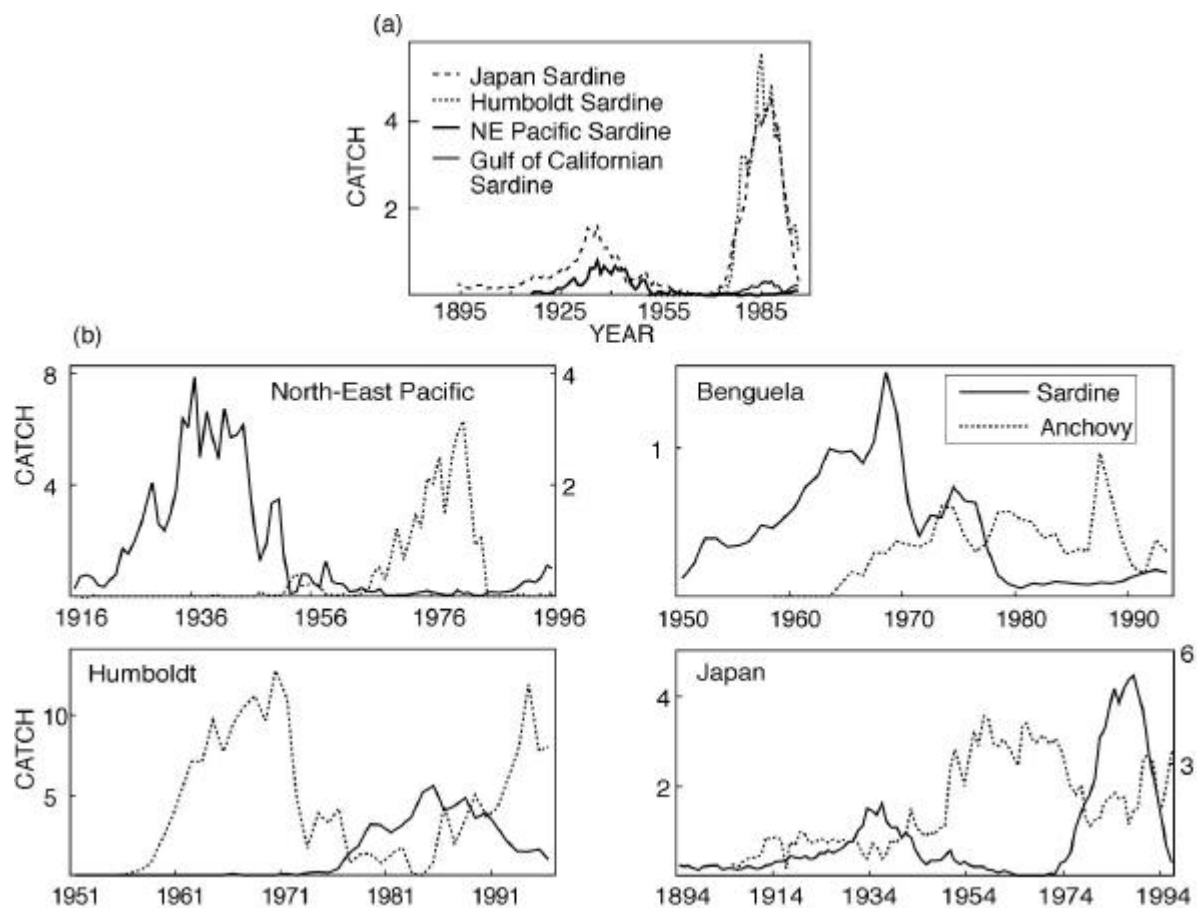 (a)
Japan Sardine
Humboldt Sardine
NE Pacific Sardine
Gulf of Californian
Sardine
CATCH
4
2
1895 1925 1955 1985
YEAR
(b)
8
4
CATCH
North-East Pacific
4
2
1916 1936 1956 1976 1996
Benguela
Sardine
Anchovy
1
1950 1960 1970 1980 1990
Humboldt
CATCH
10
5
1951 1961 1971 1981 1991
Japan
4
2
6
3
1894 1914 1934 1954 1974 1994